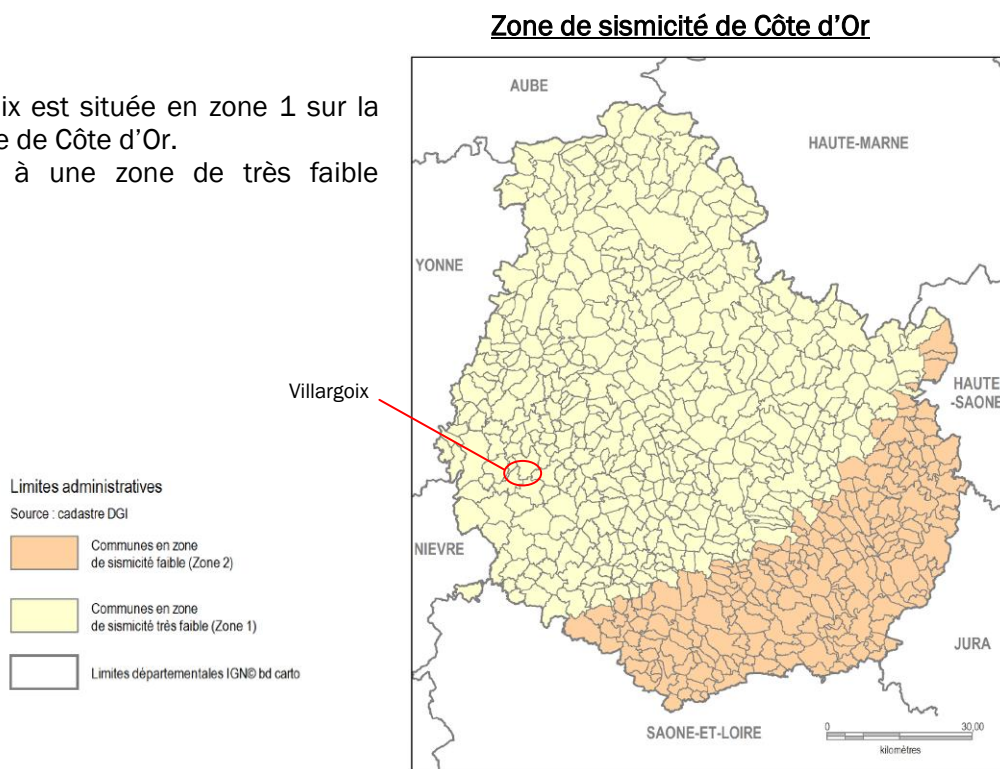 Zone de sismicité de Côte d’Or
ix est située en zone 1 sur la
e de Côte d’Or.
à une zone de très faible
AUBE
HAUTE-MARNE
YONNE
HAUTE
-SAONE
Villargoix
NIEVRE
JURA
SAONE-ET-LOIRE
0 30,00
kilomètres
Limites administratives
Source : cadastre DGI
Communes en zone
de sismicité faible (Zone 2)
Communes en zone
de sismicité trés faible (Zone 1)
Limites départementales IGN© bd carto